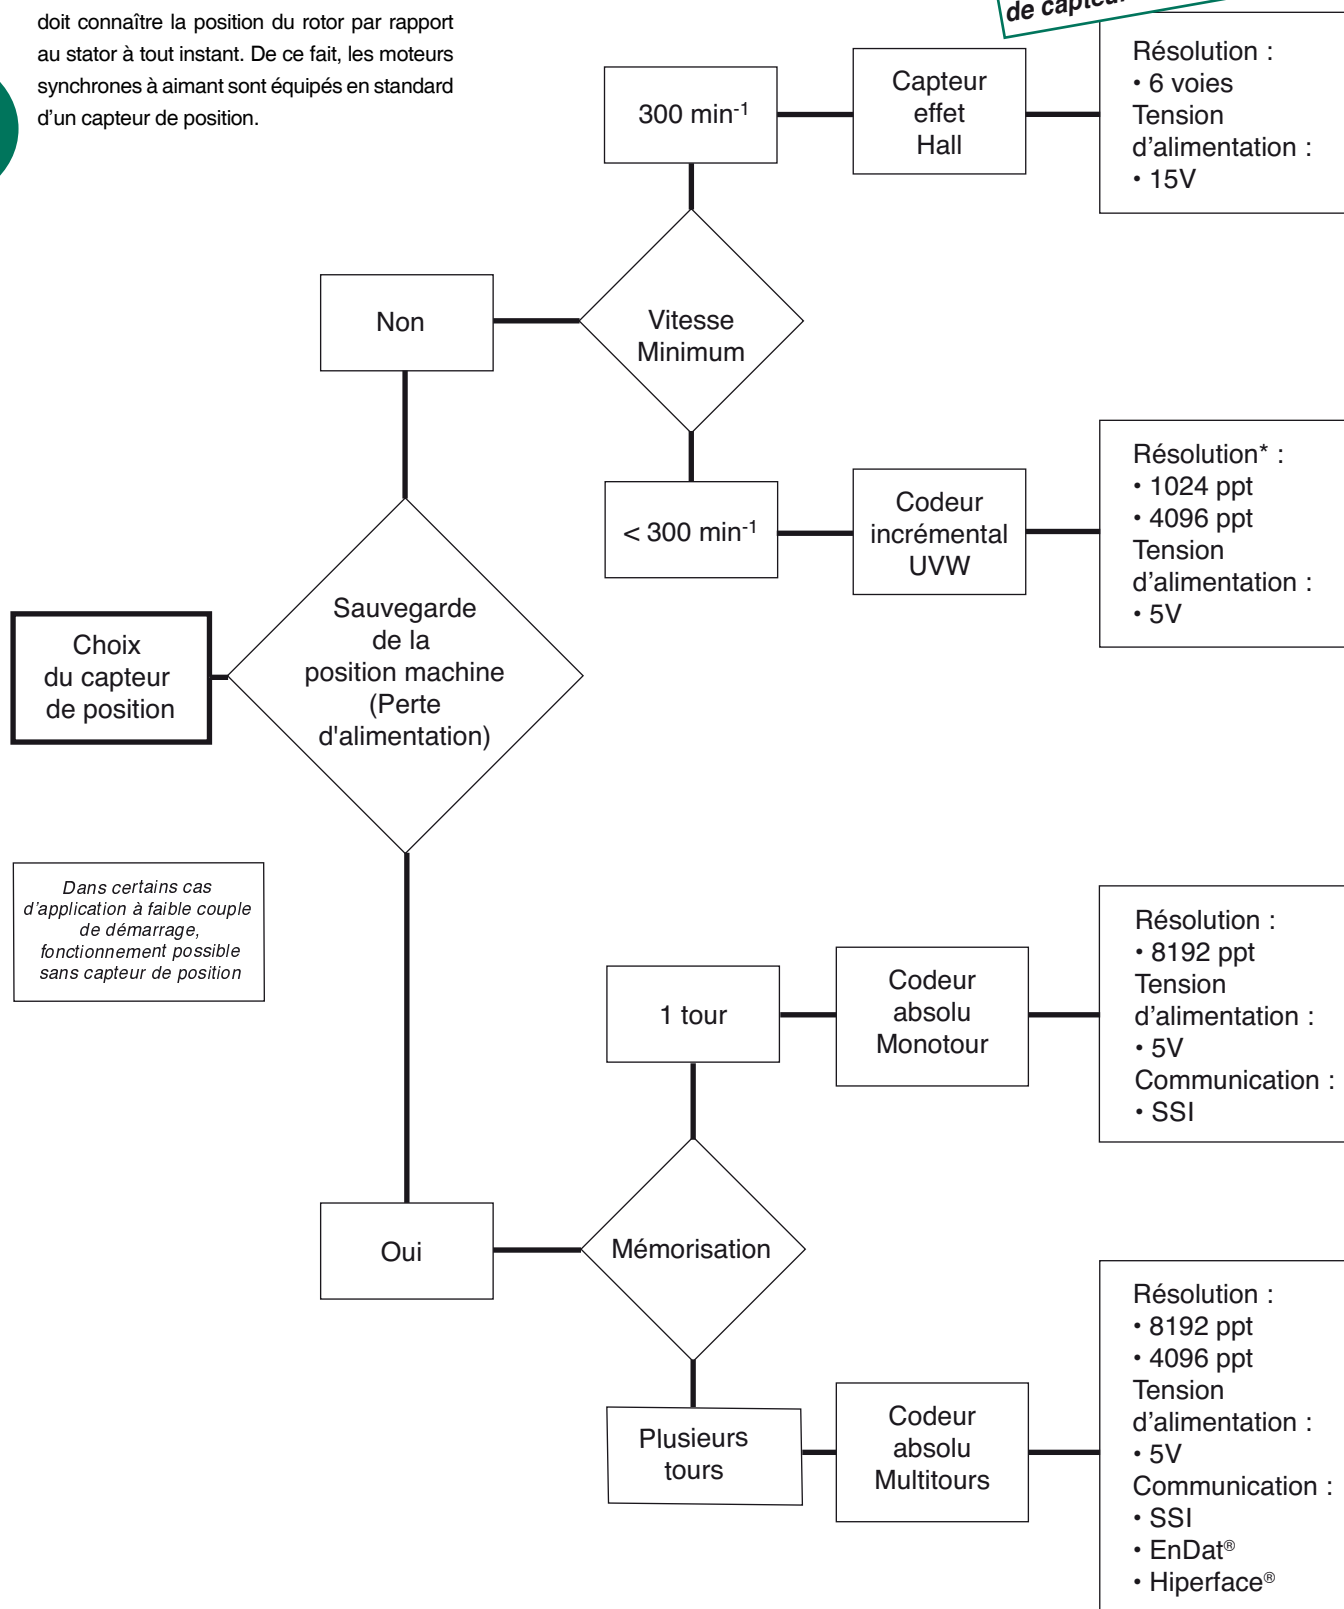 doit connaître la position du rotor par rapport
au stator à tout instant. De ce fait, les moteurs
synchrones à aimant sont équipés en standard
d'un capteur de position.
de capteur
300 min-1
Capteur
effet
Hall
Résolution :
• 6 voies
Tension
d'alimentation :
• 15V
Non
Vitesse
Minimum
< 300 min-1
Codeur
incrémental
UVW
Résolution* :
• 1024 ppt
• 4096 ppt
Tension
d'alimentation :
• 5V
Choix
du capteur
de position
Sauvegarde
de la
position machine
(Perte
d'alimentation)
Dans certains cas
d'application à faible couple
de démarrage,
fonctionnement possible
sans capteur de position
1 tour
Codeur
absolu
Monotour
Résolution :
• 8192 ppt
Tension
d'alimentation :
• 5V
Communication :
• SSI
Oui
Mémorisation
Plusieurs
tours
Codeur
absolu
Multitours
Résolution :
• 8192 ppt
• 4096 ppt
Tension
d'alimentation :
• 5V
Communication :
• SSI
• EnDat®
• Hiperface®